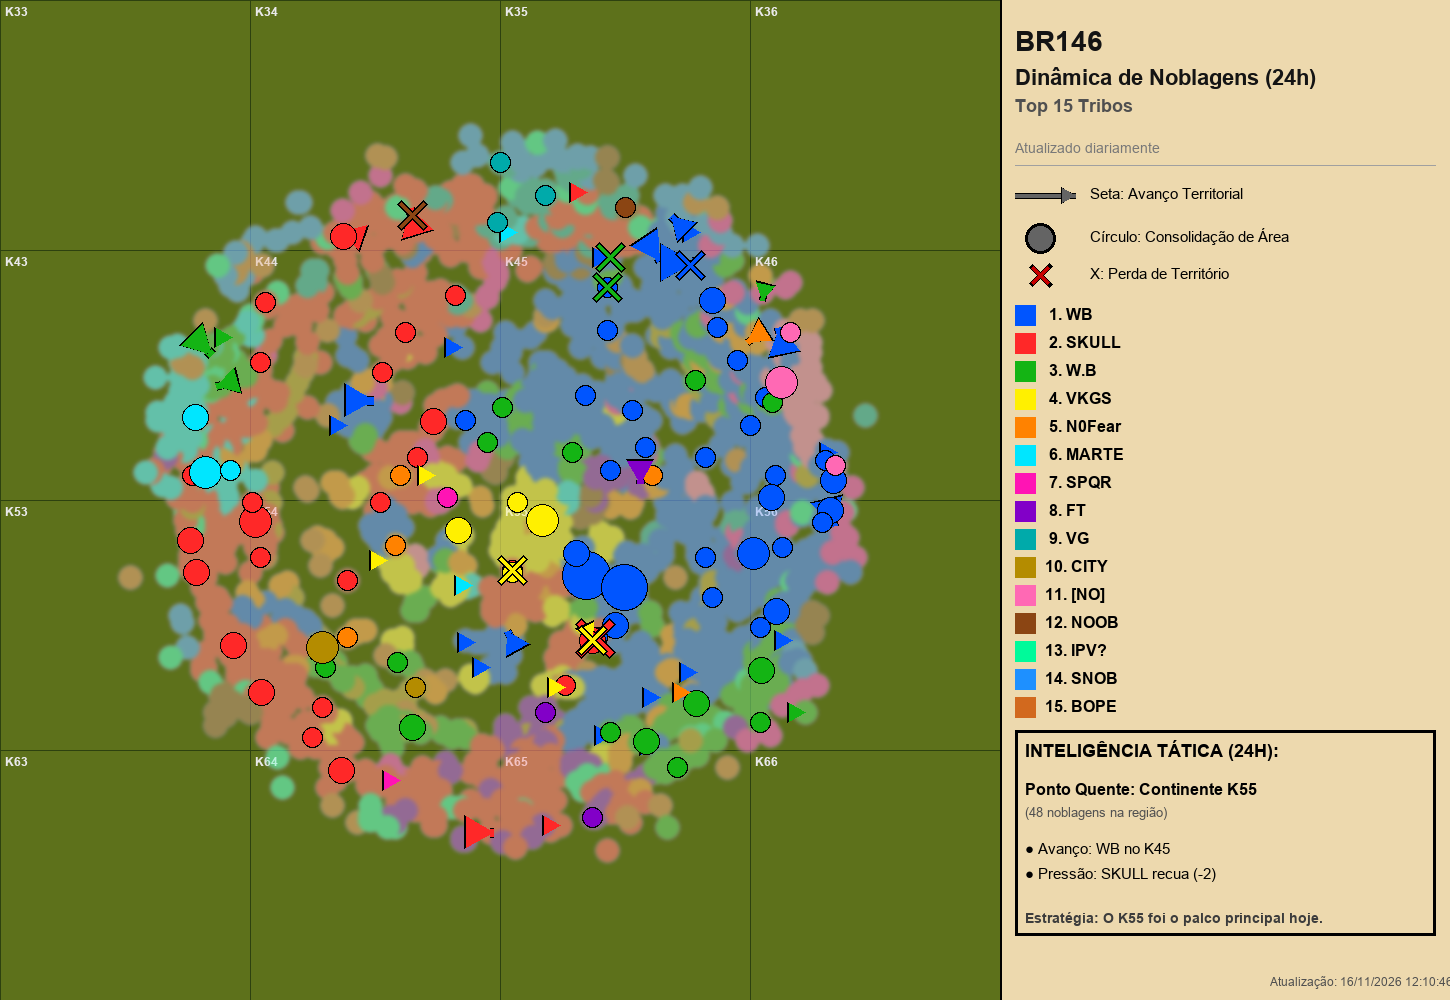 K33
K34
K35
K36
K43
K44
K45
K46
K53
K63
K64
K65
K66
BR146
Dinâmica de Noblagens (24h)
Top 15 Tribos
Atualizado diariamente
Seta: Avanço Territorial
Círculo: Consolidação de Área
X: Perda de Território
1. WB
2. SKULL
3. W.B
4. VKGS
5. N0Fear
6. MARTE
7. SPQR
8. FT
9. VG
10. CITY
11. [NO]
12. NOOB
13. IPV?
14. SNOB
15. BOPE
INTELIGÊNCIA TÁTICA (24H):
Ponto Quente: Continente K55
(48 noblagens na região)
● Avanço: WB no K45
● Pressão: SKULL recua (-2)
Estratégia: O K55 foi o palco principal hoje.
Atualização: 16/11/2026 12:10:46